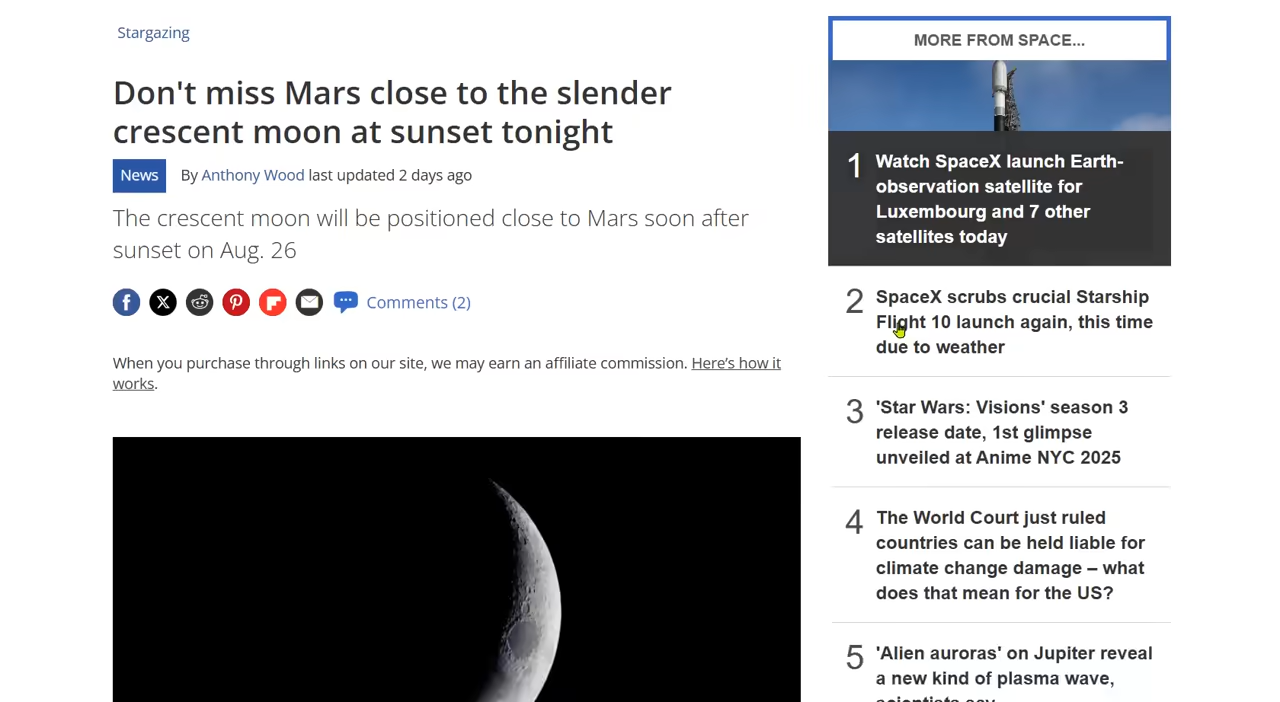 Stargazing
Don't miss Mars close to the slender
crescent moon at sunset tonight
News By Anthony Wood last updated 2 days ago
The crescent moon will be positioned close to Mars soon after
sunset on Aug. 26
Comments (2)
When you purchase through links on our site, we may earn an affiliate commission. Here’s how it
works.
MORE FROM SPACE...
1 Watch SpaceX launch Earth-
observation satellite for
Luxembourg and 7 other
satellites today
2 SpaceX scrubs crucial Starship
Flight 10 launch again, this time
due to weather
3 'Star Wars: Visions' season 3
release date, 1st glimpse
unveiled at Anime NYC 2025
4 The World Court just ruled
countries can be held liable for
climate change damage – what
does that mean for the US?
5 'Alien auroras' on Jupiter reveal
a new kind of plasma wave,
scientists say